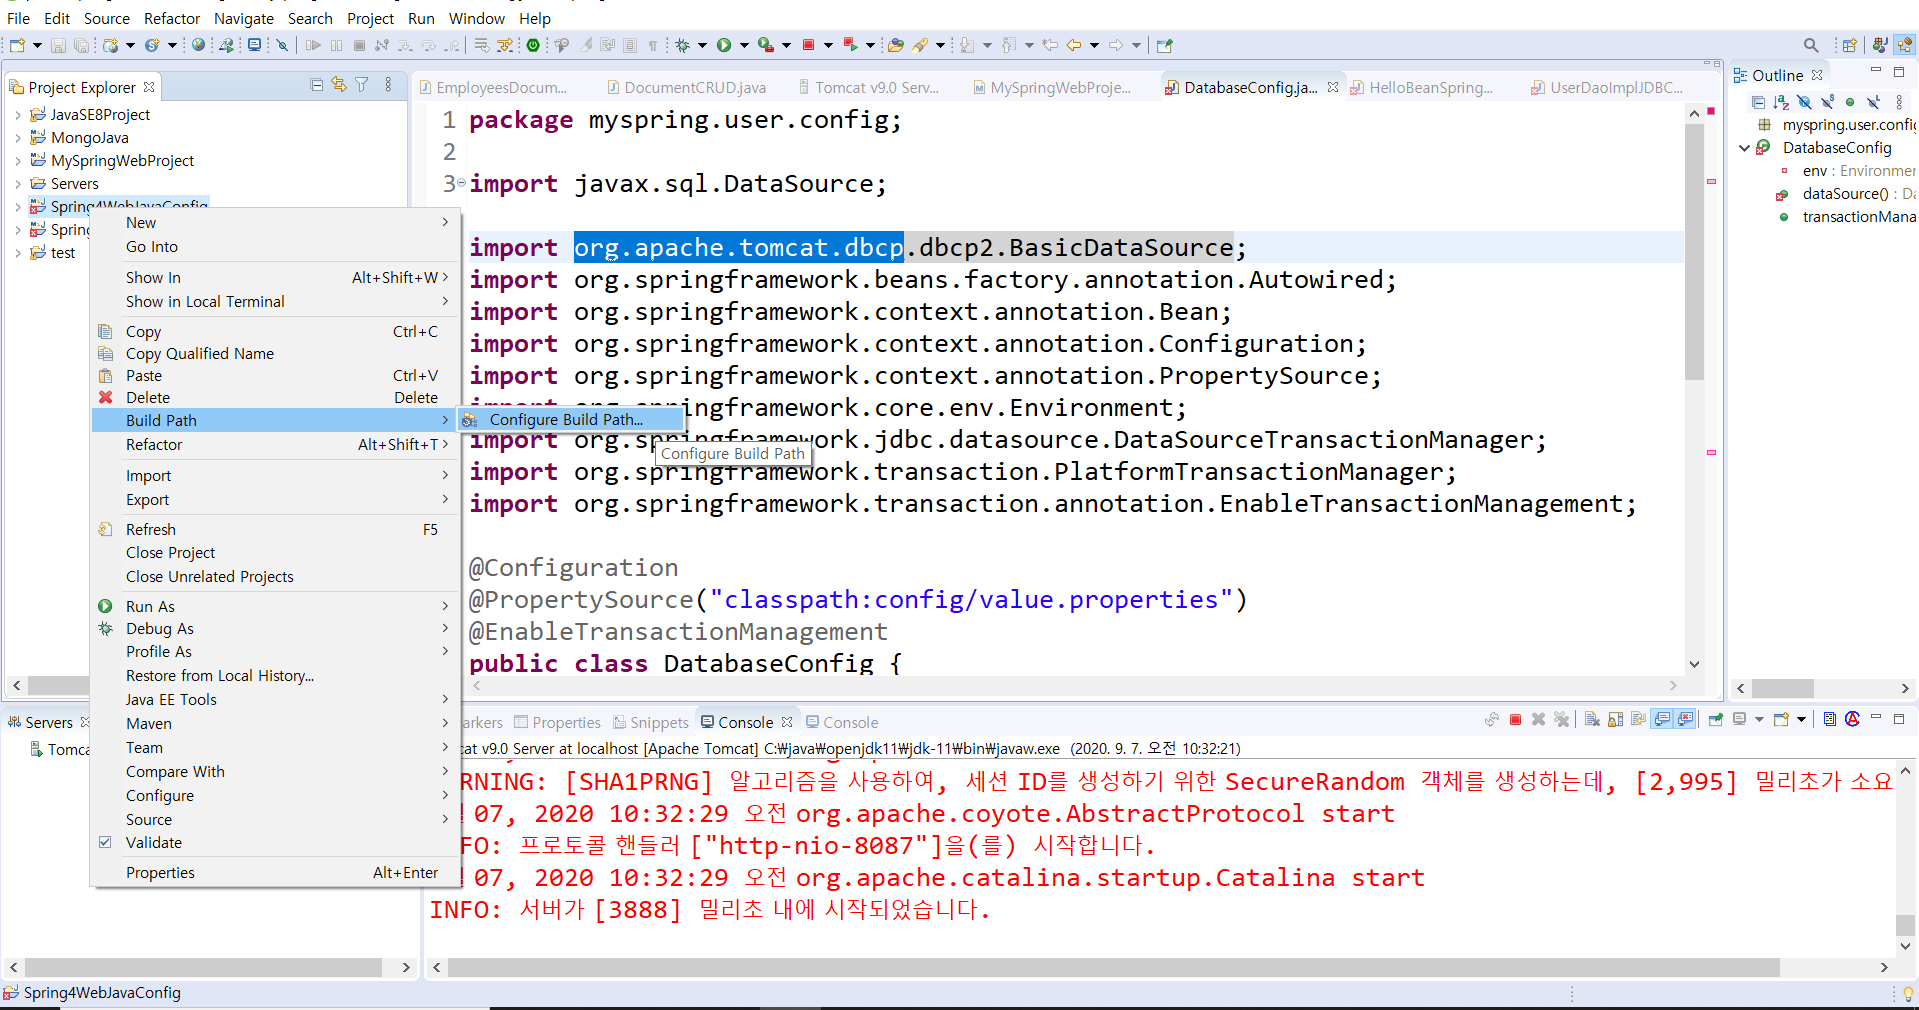 File Edit Source Refactor Navigate Search Project Run Window Help
Project Explorer
JavaSE8Project
MongoJava
MySpringWebProject
Servers
Spring4WebJavaConfig
Spring
test
New
Go Into
Show In Alt+Shift+W
Show in Local Terminal
Copy Ctrl+C
Copy Qualified Name
Paste Ctrl+V
Delete Delete
Build Path
Refactor Alt+Shift+T
Import
Export
Refresh F5
Close Project
Close Unrelated Projects
Run As
Debug As
Profile As
Restore from Local History...
Java EE Tools
Maven
Team
Compare With
Configure
Source
Validate
Properties Alt+Enter
Configure Build Path...
Configure Build Path
EmployeesDocum... DocumentCRUD.java Tomcat v9.0 Serv... MySpringWebProje... DatabaseConfig.ja... HelloBeanSpring... UserDaoImplJDBC...
1 package myspring.user.config;
2
3 import javax.sql.DataSource;
import org.apache.tomcat.dbcp.dbcp2.BasicDataSource;
import org.springframework.beans.factory.annotation.Autowired;
import org.springframework.context.annotation.Bean;
import org.springframework.context.annotation.Configuration;
import org.springframework.context.annotation.PropertySource;
ngframework.core.env.Environment;
import org.springframework.jdbc.datasource.DataSourceTransactionManager;
import org.springframework.transaction.PlatformTransactionManager;
import org.springframework.transaction.annotation.EnableTransactionManagement;
@Configuration
@PropertySource("classpath:config/value.properties")
@EnableTransactionManagement
public class DatabaseConfig {
Outline
myspring.user.config
DatabaseConfig
env : Environmer
dataSource() : Da
transactionMana
Servers
Tomca
arkers Properties Snippets Console Console
cat v9.0 Server at localhost [Apache Tomcat] C:₩java₩openjdk11₩jdk-11₩bin₩javaw.exe (2020. 9. 7. 오전 10:32:21)
RNING: [SHA1PRNG] 알고리즘을 사용하여, 세션 ID를 생성하기 위한 SecureRandom 객체를 생성하는데, [2,995] 밀리초가 소요
07, 2020 10:32:29 오전 org.apache.coyote.AbstractProtocol start
FO: 프로토콜 핸들러 ["http-nio-8087"]을(를) 시작합니다.
07, 2020 10:32:29 오전 org.apache.catalina.startup.Catalina start
INFO: 서버가 [3888] 밀리초 내에 시작되었습니다.
Spring4WebJavaConfig